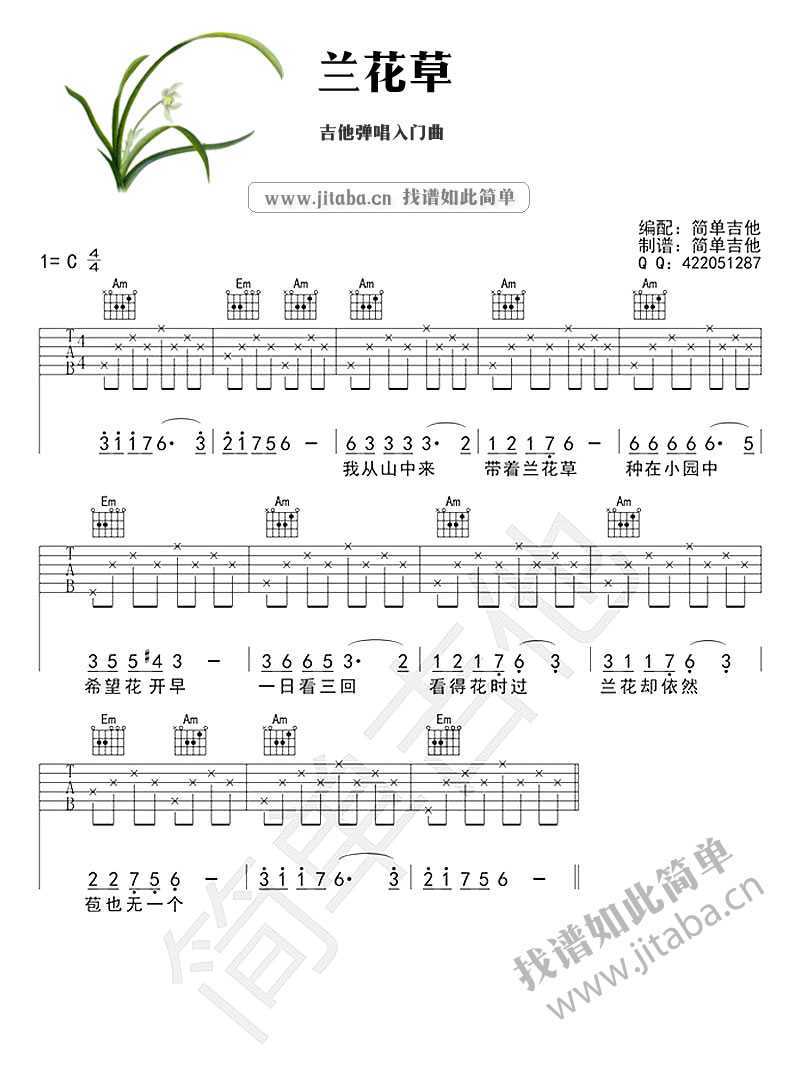 兰花草
吉他弹唱入门曲
www.jitaba.cn 找谱如此简单
编配：简单吉他
制谱：简单吉他
Q Q：422051287
1= C 4/4
Am Em Am Am Am Am
T A B 4 4
3 1 1 7 6 · 3 | 2 1 7 5 6 − | 6 3 3 3 3 · 2 | 1 2 1 7 6 − | 6 6 6 6 6 · 5
我从山中来 带着兰花草 种在小园中
Em Am Am Am
T A B
3 5 5 #4 3 − | 3 6 6 5 3 · 2 | 1 2 1 7 6 3 | 3 1 1 7 6 3
希望花开早 一日看三回 看得花时过 兰花却依然
Em Am Am Em
T A B
2 2 7 5 6 − | 3 1 1 7 6 · 3 | 2 1 7 5 6 − ‖
苞也无一个
简单吉他
找谱如此简单
www.jitaba.cn